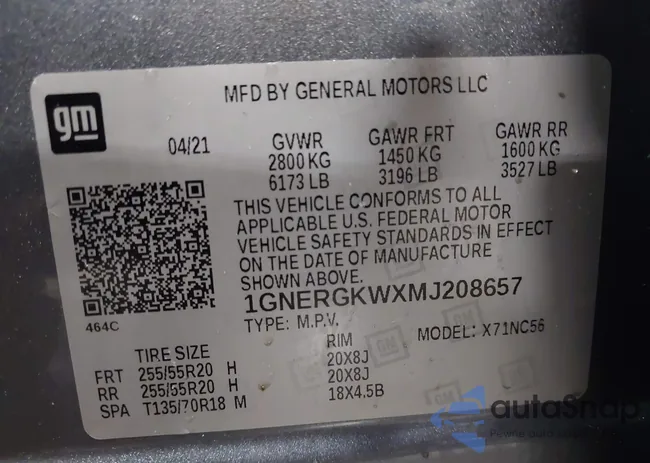 MFD BY GENERAL MOTORS LLC
gm
04/21
GVWR GAWR FRT GAWR RR
2800 KG 1450 KG 1600 KG
6173 LB 3196 LB 3527 LB
THIS VEHICLE CONFORMS TO ALL
APPLICABLE U.S. FEDERAL MOTOR
VEHICLE SAFETY STANDARDS IN EFFECT
ON THE DATE OF MANUFACTURE
SHOWN ABOVE.
1GNERGKWXMJ208657
464C
TYPE: M.P.V. MODEL: X71NC56
TIRE SIZE RIM
FRT 255/55R20 H 20X8J
RR 255/55R20 H 20X8J
SPA T135/70R18 M 18X4.5B
autoSnap
Pewne auto